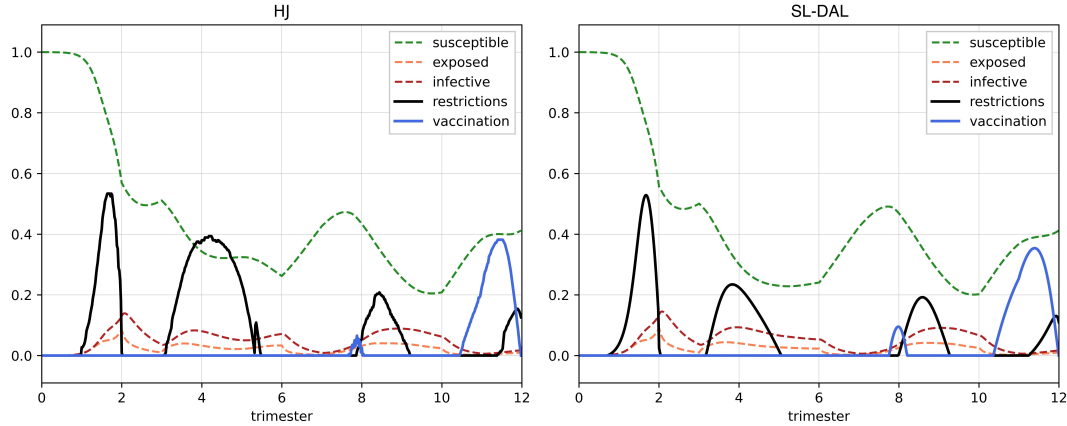 HJ
1.0
0.8
0.6
0.4
0.2
0.0
susceptible
exposed
infective
restrictions
vaccination
0 2 4 6 8 10 12
trimester
SL-DAL
1.0
0.8
0.6
0.4
0.2
0.0
susceptible
exposed
infective
restrictions
vaccination
0 2 4 6 8 10 12
trimester